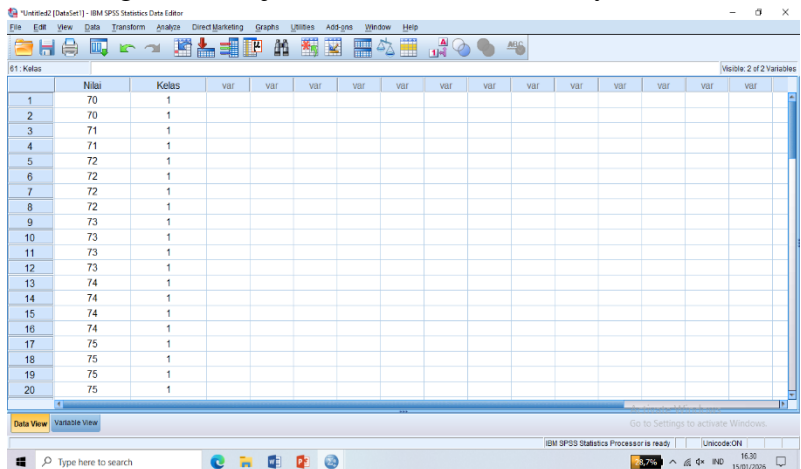 *Untitled2 [DataSet1] - IBM SPSS Statistics Data Editor
File Edit View Data Transform Analyze Direct Marketing Graphs Utilities Add-ons Window Help
61 : Kelas Visible: 2 of 2 Variables
Nilai Kelas var var var var var var var var var var var var var
1 70 1
2 70 1
3 71 1
4 71 1
5 72 1
6 72 1
7 72 1
8 72 1
9 73 1
10 73 1
11 73 1
12 73 1
13 74 1
14 74 1
15 74 1
16 74 1
17 75 1
18 75 1
19 75 1
20 75 1
Data View Variable View
Go to Settings to activate Windows.
IBM SPSS Statistics Processor is ready Unicode:ON
Type here to search
IND 16.30
15/01/2026